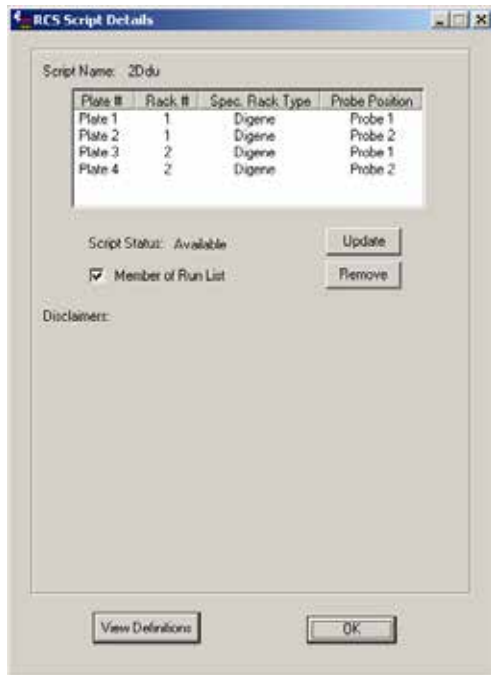 RCS Script Details
Script Name: 2Ddu
Plate # Rack # Spec. Rack Type Probe Position
Plate 1 1 Digene Probe 1
Plate 2 1 Digene Probe 2
Plate 3 2 Digene Probe 1
Plate 4 2 Digene Probe 2
Script Status: Available Update
Member of Run List Remove
Disclaimers:
View Definitions OK